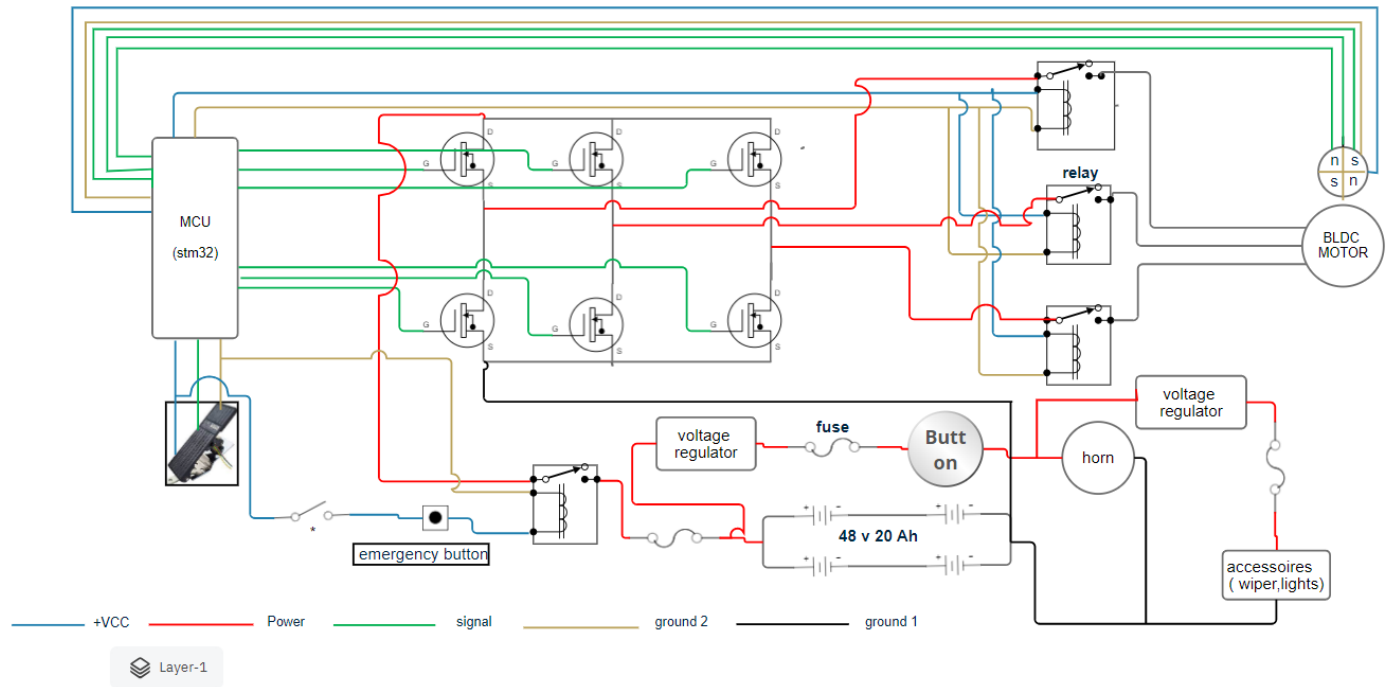 n s
s n
relay
MCU
(stm32)
BLDC
MOTOR
D
D
D
G
G
G
S
S
S
D
D
D
G
G
G
S
S
S
voltage
regulator
fuse
Butt
on
horn
voltage
regulator
+ -
+ -
48 v 20 Ah
+ -
+ -
*
emergency button
accessoires
( wiper,lights)
+VCC
Power
signal
ground 2
ground 1
Layer-1